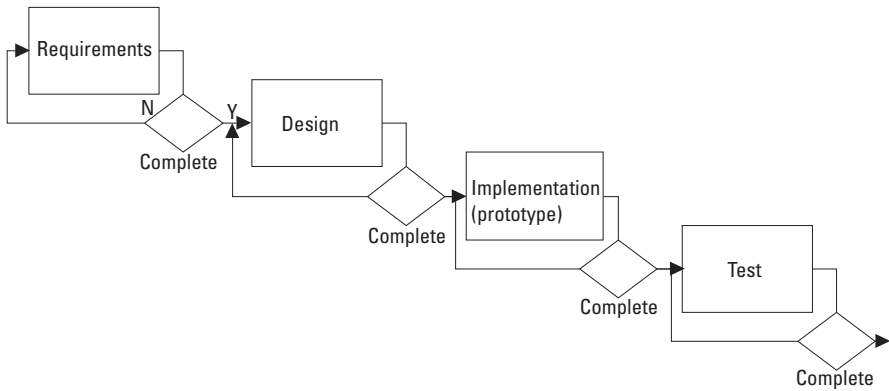 Requirements
N
Y
Complete
Design
Complete
Implementation
(prototype)
Complete
Test
Complete